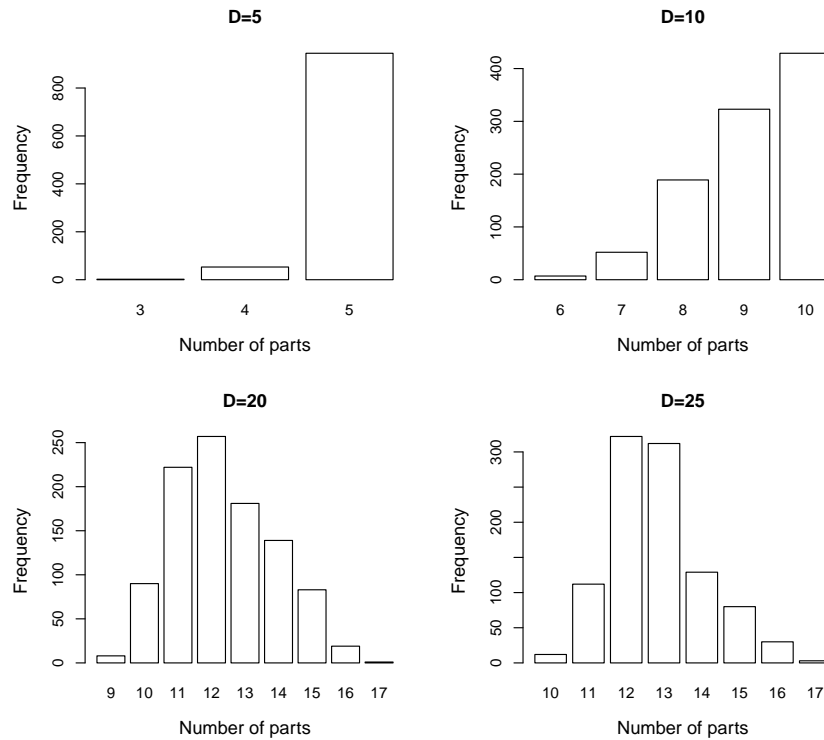 D=5
Frequency
0 200 400 600 800
3 4 5
Number of parts
D=10
Frequency
0 100 200 300 400
6 7 8 9 10
Number of parts
D=20
Frequency
0 50 100 150 200 250
9 10 11 12 13 14 15 16 17
Number of parts
D=25
Frequency
0 50 100 200 300
10 11 12 13 14 15 16 17
Number of parts